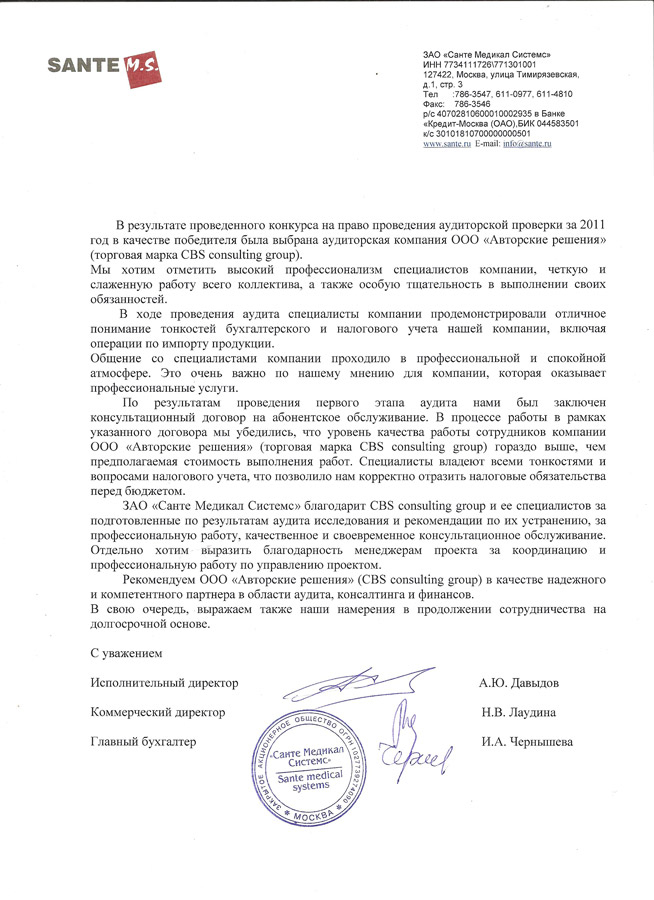 SANTE M.S.
ЗАО «Санте Медикал Системс»
ИНН 7734111726\771301001
127422, Москва, улица Тимирязевская,
д.1, стр. 3
Тел :786-3547, 611-0977, 611-4810
Факс: 786-3546
р/с 40702810600010002935 в Банке
«Кредит-Москва (ОАО),БИК 044583501
к/с 30101810700000000501
www.sante.ru E-mail: info@sante.ru
В результате проведенного конкурса на право проведения аудиторской проверки за 2011
год в качестве победителя была выбрана аудиторская компания ООО «Авторские решения»
(торговая марка CBS consulting group).
Мы хотим отметить высокий профессионализм специалистов компании, четкую и
слаженную работу всего коллектива, а также особую тщательность в выполнении своих
обязанностей.
В ходе проведения аудита специалисты компании продемонстрировали отличное
понимание тонкостей бухгалтерского и налогового учета нашей компании, включая
операции по импорту продукции.
Общение со специалистами компании проходило в профессиональной и спокойной
атмосфере. Это очень важно по нашему мнению для компании, которая оказывает
профессиональные услуги.
По результатам проведения первого этапа аудита нами был заключен
консультационный договор на абонентское обслуживание. В процессе работы в рамках
указанного договора мы убедились, что уровень качества работы сотрудников компании
ООО «Авторские решения» (торговая марка CBS consulting group) гораздо выше, чем
предполагаемая стоимость выполнения работ. Специалисты владеют всеми тонкостями и
вопросами налогового учета, что позволило нам корректно отразить налоговые обязательства
перед бюджетом.
ЗАО «Санте Медикал Системс» благодарит CBS consulting group и ее специалистов за
подготовленные по результатам аудита исследования и рекомендации по их устранению, за
профессиональную работу, качественное и своевременное консультационное обслуживание.
Отдельно хотим выразить благодарность менеджерам проекта за координацию и
профессиональную работу по управлению проектом.
Рекомендуем ООО «Авторские решения» (CBS consulting group) в качестве надежного
и компетентного партнера в области аудита, консалтинга и финансов.
В свою очередь, выражаем также наши намерения в продолжении сотрудничества на
долгосрочной основе.
С уважением
Исполнительный директор А.Ю. Давыдов
Коммерческий директор Н.В. Лаудина
Главный бухгалтер И.А. Чернышева
ЗАКРЫТОЕ АКЦИОНЕРНОЕ ОБЩЕСТВО ОГРН 1027739274090
«Санте Медикал
Системс»
Sante medical
systems
* МОСКВА *